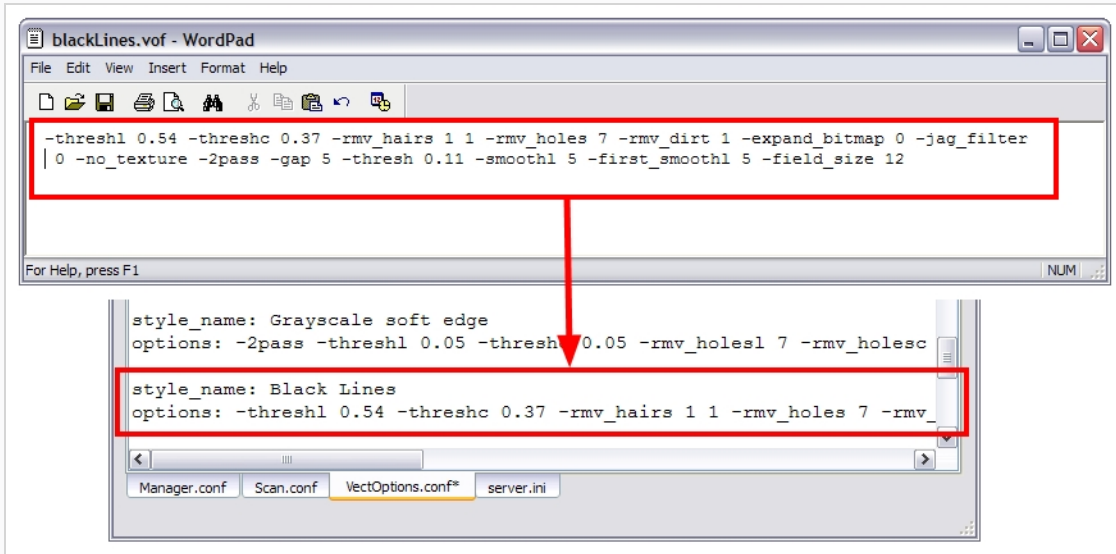 blackLines.vof - WordPad
File Edit View Insert Format Help
-threshl 0.54 -threshc 0.37 -rmv_hairs 1 1 -rmv_holes 7 -rmv_dirt 1 -expand_bitmap 0 -jag_filter
0 -no_texture -2pass -gap 5 -thresh 0.11 -smoothl 5 -first_smoothl 5 -field_size 12
For Help, press F1
NUM
style_name: Grayscale soft edge
options: -2pass -threshl 0.05 -thresh 0.05 -rmv_holesl 7 -rmv_holesc
style_name: Black Lines
options: -threshl 0.54 -threshc 0.37 -rmv_hairs 1 1 -rmv_holes 7 -rmv_
Manager.conf Scan.conf VectOptions.conf* server.ini